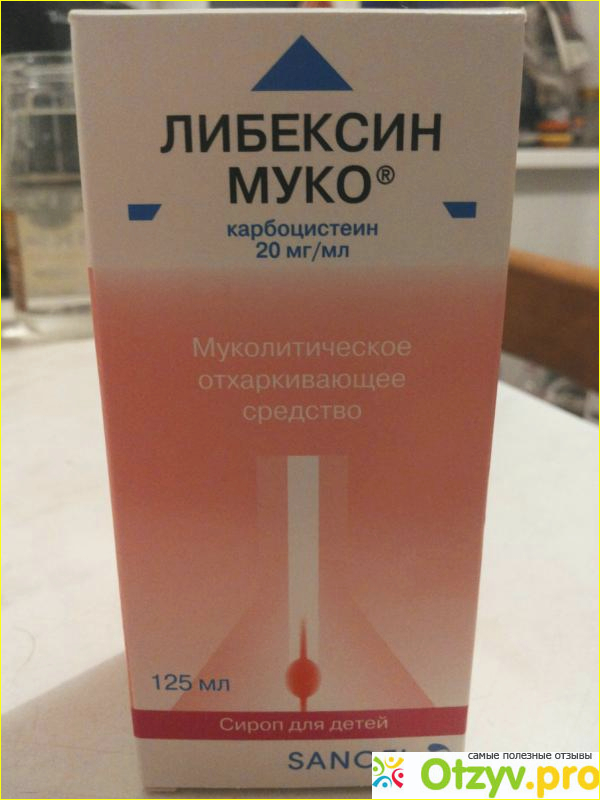 ЛИБЕКСИН
МУКО®
карбоцистеин
20 мг/мл
Муколитическое
отхаркивающее
средство
125 мл
Сироп для детей
самые полезные отзывы
Otzyv.pro